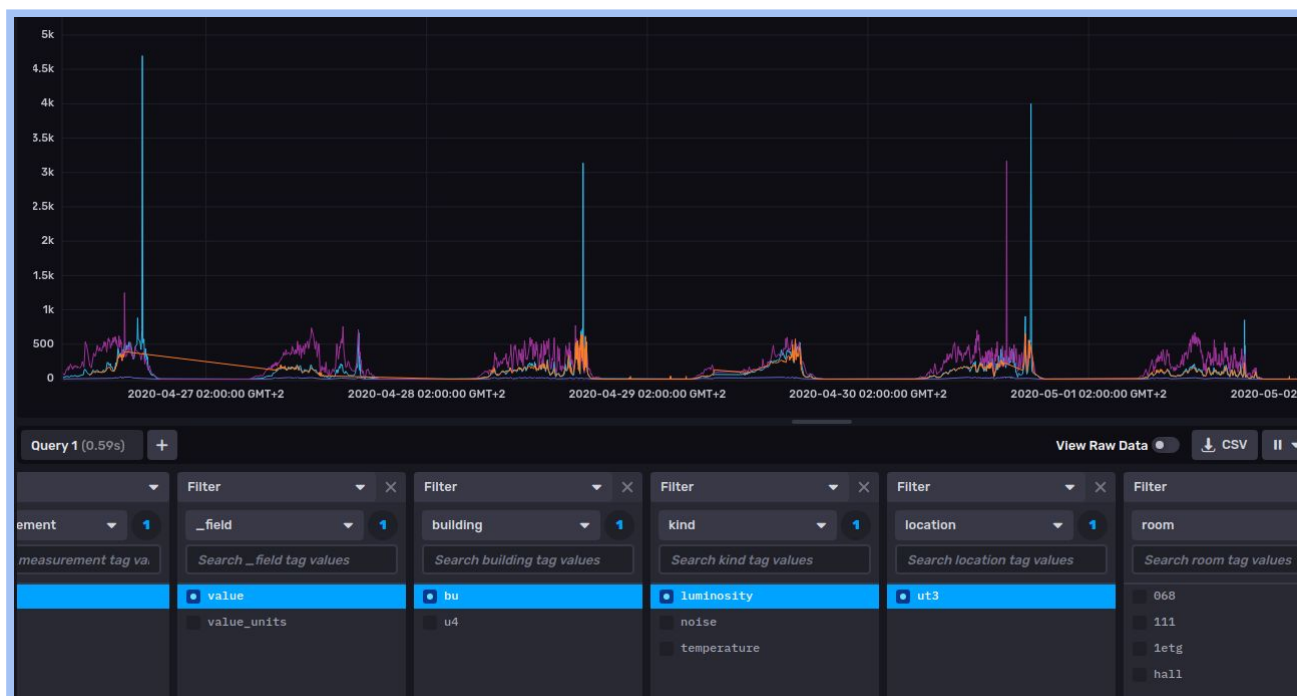 5k
4.5k
4k
3.5k
3k
2.5k
2k
1.5k
1k
500
0
2020-04-27 02:00:00 GMT+2 2020-04-28 02:00:00 GMT+2 2020-04-29 02:00:00 GMT+2 2020-04-30 02:00:00 GMT+2 2020-05-01 02:00:00 GMT+2 2020-05-02
Query 1 (0.59s) + View Raw Data CSV
Filter Filter Filter Filter Filter
ement 1 _field 1 building 1 kind 1 location 1 room
measurement tag va Search _field tag values Search building tag values Search kind tag values Search location tag values Search room tag values
value bu luminosity ut3 068
value_units u4 noise 111
temperature 1etg
hall